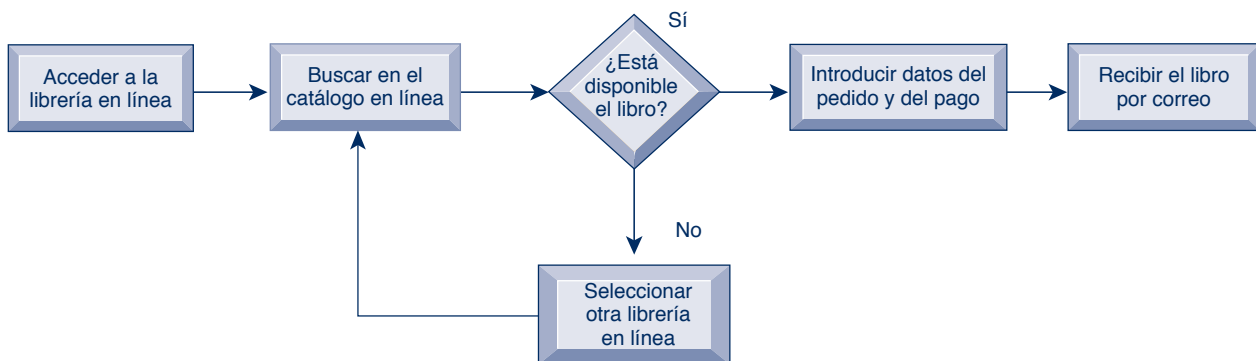 Acceder a la
librería en línea
Buscar en el
catálogo en línea
¿Está
disponible
el libro?
Sí
Introducir datos del
pedido y del pago
Recibir el libro
por correo
No
Seleccionar
otra librería
en línea